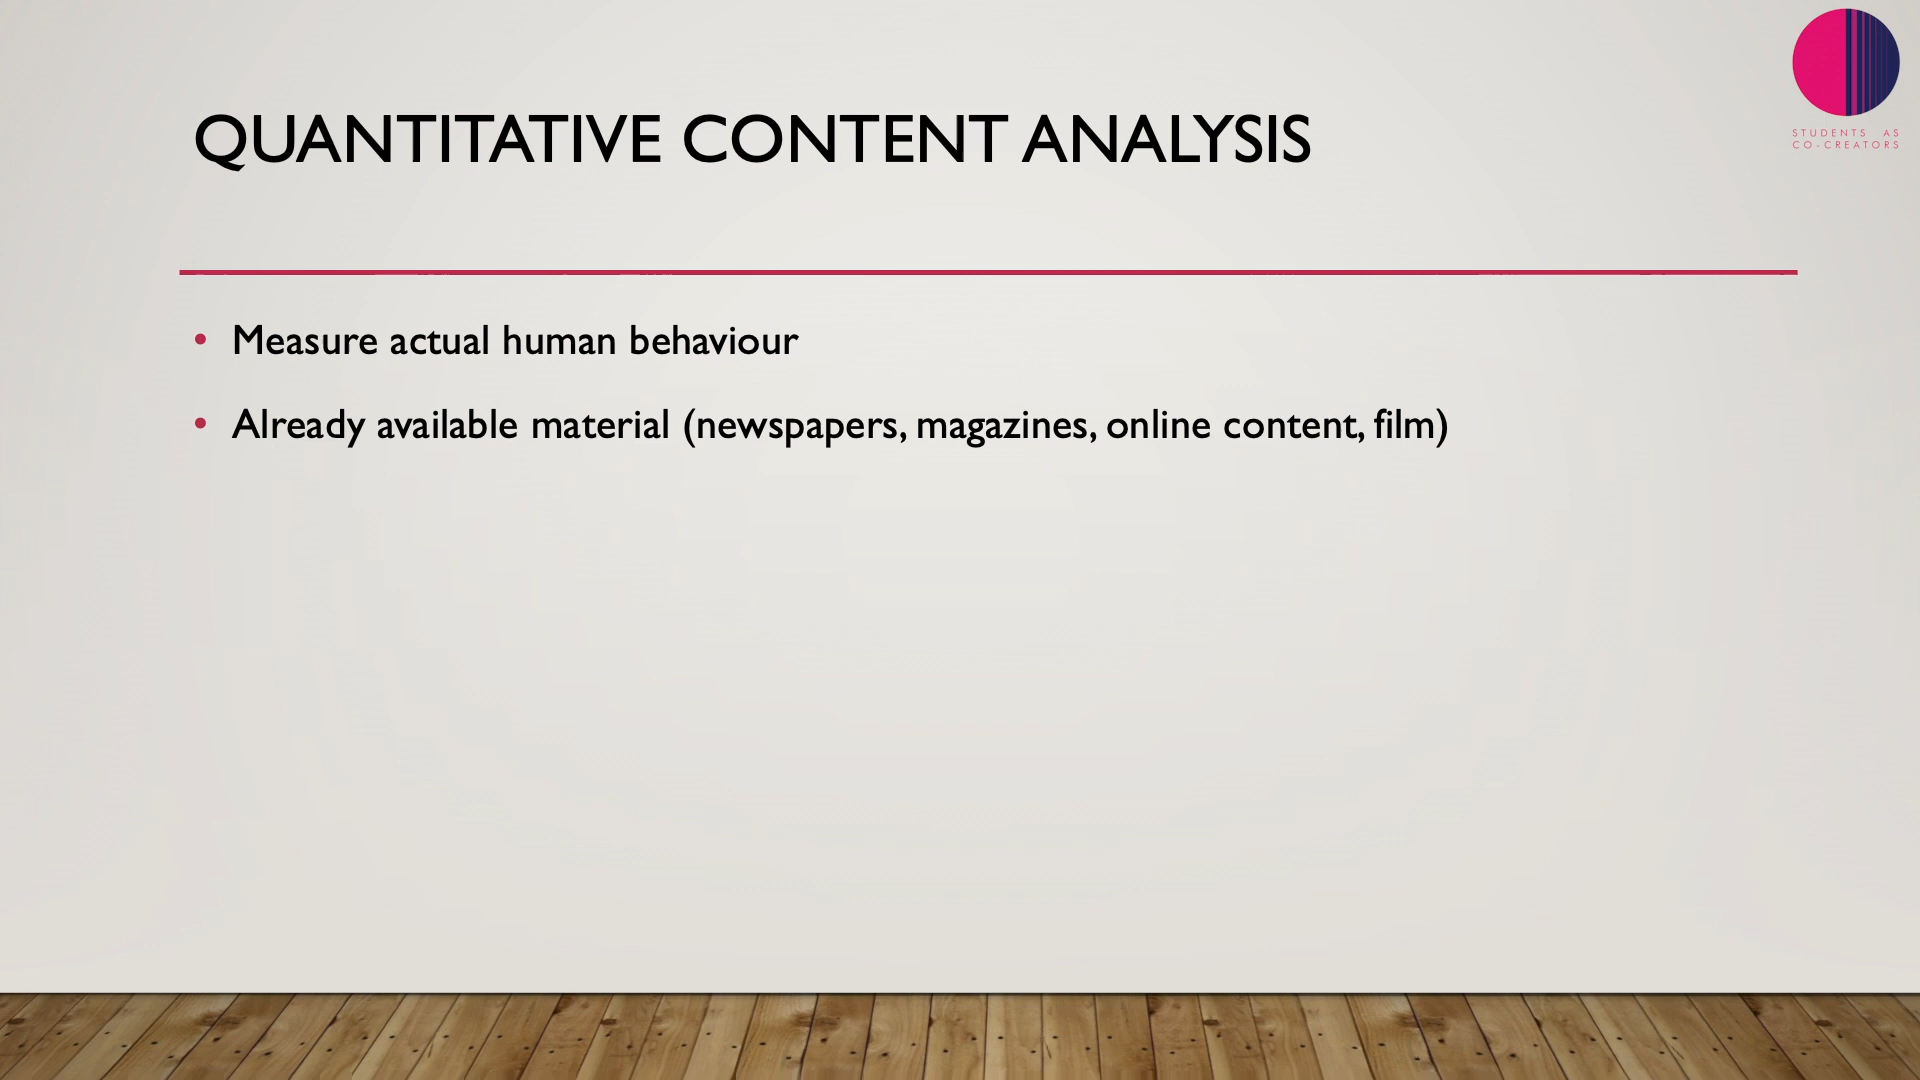 QUANTITATIVE CONTENT ANALYSIS
STUDENTS AS
CO-CREATORS
• Measure actual human behaviour
• Already available material (newspapers, magazines, online content, film)